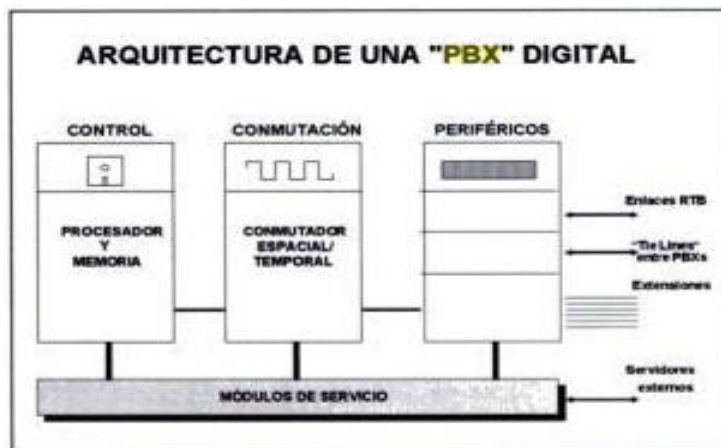 ARQUITECTURA DE UNA "PBX" DIGITAL
CONTROL
CONMUTACIÓN
PERIFÉRICOS
PROCESADOR
Y
MEMORIA
CONMUTADOR
ESPACIAL/
TEMPORAL
Enlaces RTB
"Tie Lines"
entre PBXs
Extensiones
Servidores
externos
MÓDULOS DE SERVICIO